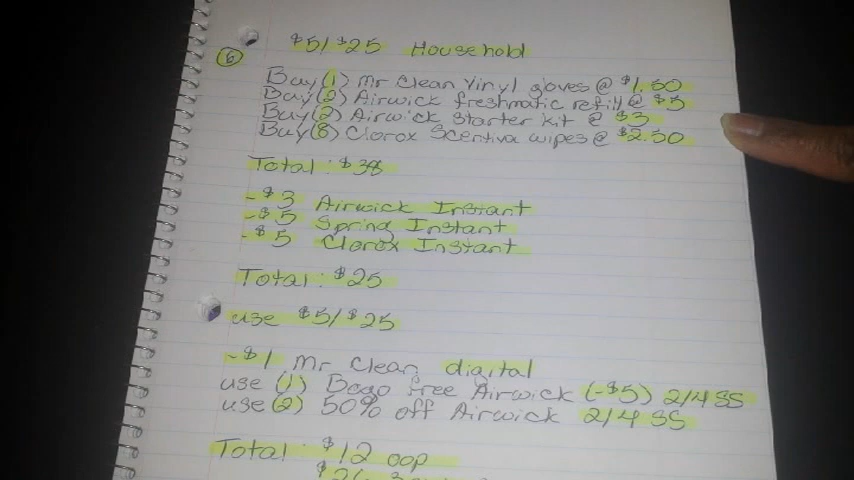 $5/$25 Household
6
Buy (1) Mr Clean Vinyl gloves @ $1.50
Buy (2) Airwick freshmatic refill @ $5
Buy (2) Airwick starter kit @ $3
Buy (8) Clorox Scentiva wipes @ $2.50
Total: $38
-$3 Airwick Instant
-$5 Spring Instant
-$5 Clorox Instant
Total: $25
use $5/$25
-$1 Mr Clean digital
use (1) Bogo free Airwick (-$5) 2/4 SS
use (2) 50% off Airwick 2/4 SS
Total: $12 oop